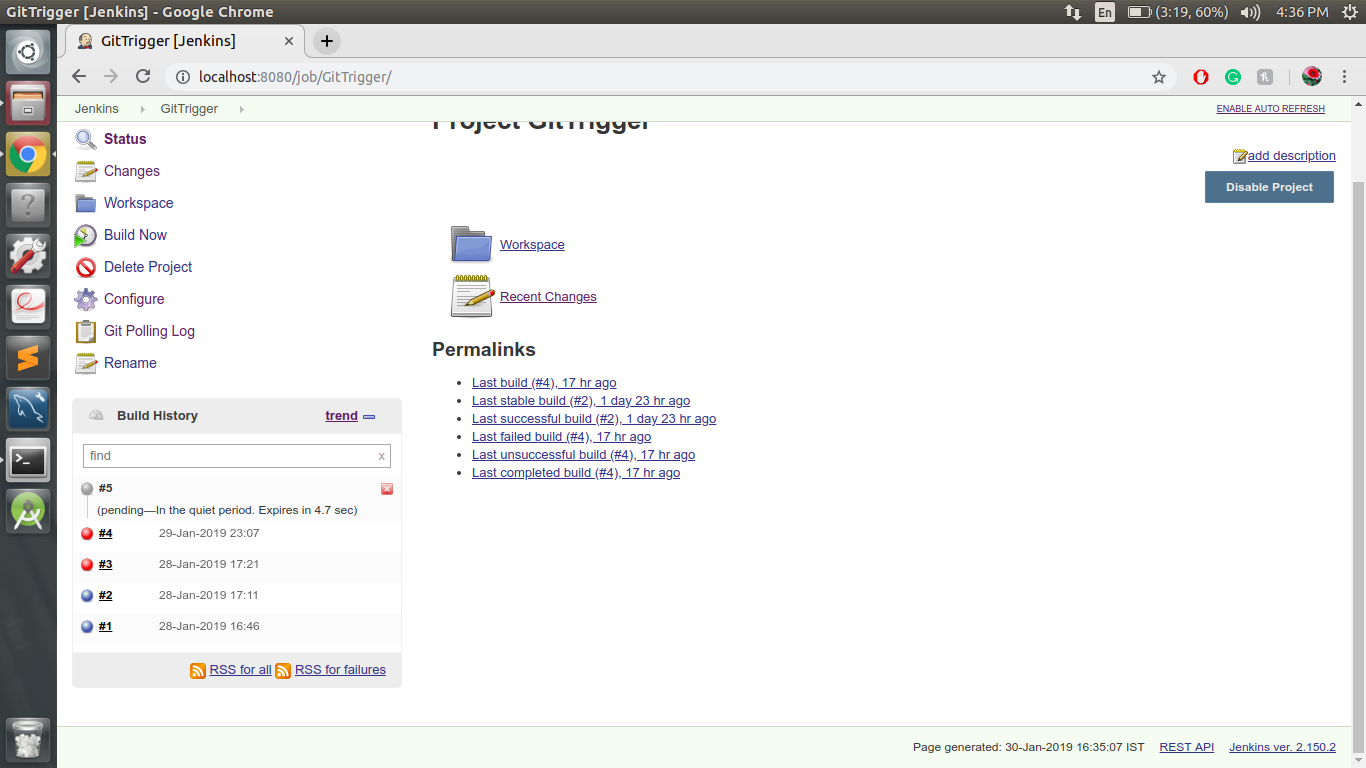 GitTrigger [Jenkins] - Google Chrome
En
(3:19, 60%)
4:36 PM
GitTrigger [Jenkins]
localhost:8080/job/GitTrigger/
Jenkins
GitTrigger
ENABLE AUTO REFRESH
Project GitTrigger
Status
Changes
Workspace
Build Now
Delete Project
Configure
Git Polling Log
Rename
add description
Disable Project
Workspace
Recent Changes
Permalinks
Last build (#4), 17 hr ago
Last stable build (#2), 1 day 23 hr ago
Last successful build (#2), 1 day 23 hr ago
Last failed build (#4), 17 hr ago
Last unsuccessful build (#4), 17 hr ago
Last completed build (#4), 17 hr ago
Build History
trend
find
x
#5
(pending—In the quiet period. Expires in 4.7 sec)
#4 29-Jan-2019 23:07
#3 28-Jan-2019 17:21
#2 28-Jan-2019 17:11
#1 28-Jan-2019 16:46
RSS for all RSS for failures
Page generated: 30-Jan-2019 16:35:07 IST REST API Jenkins ver. 2.150.2